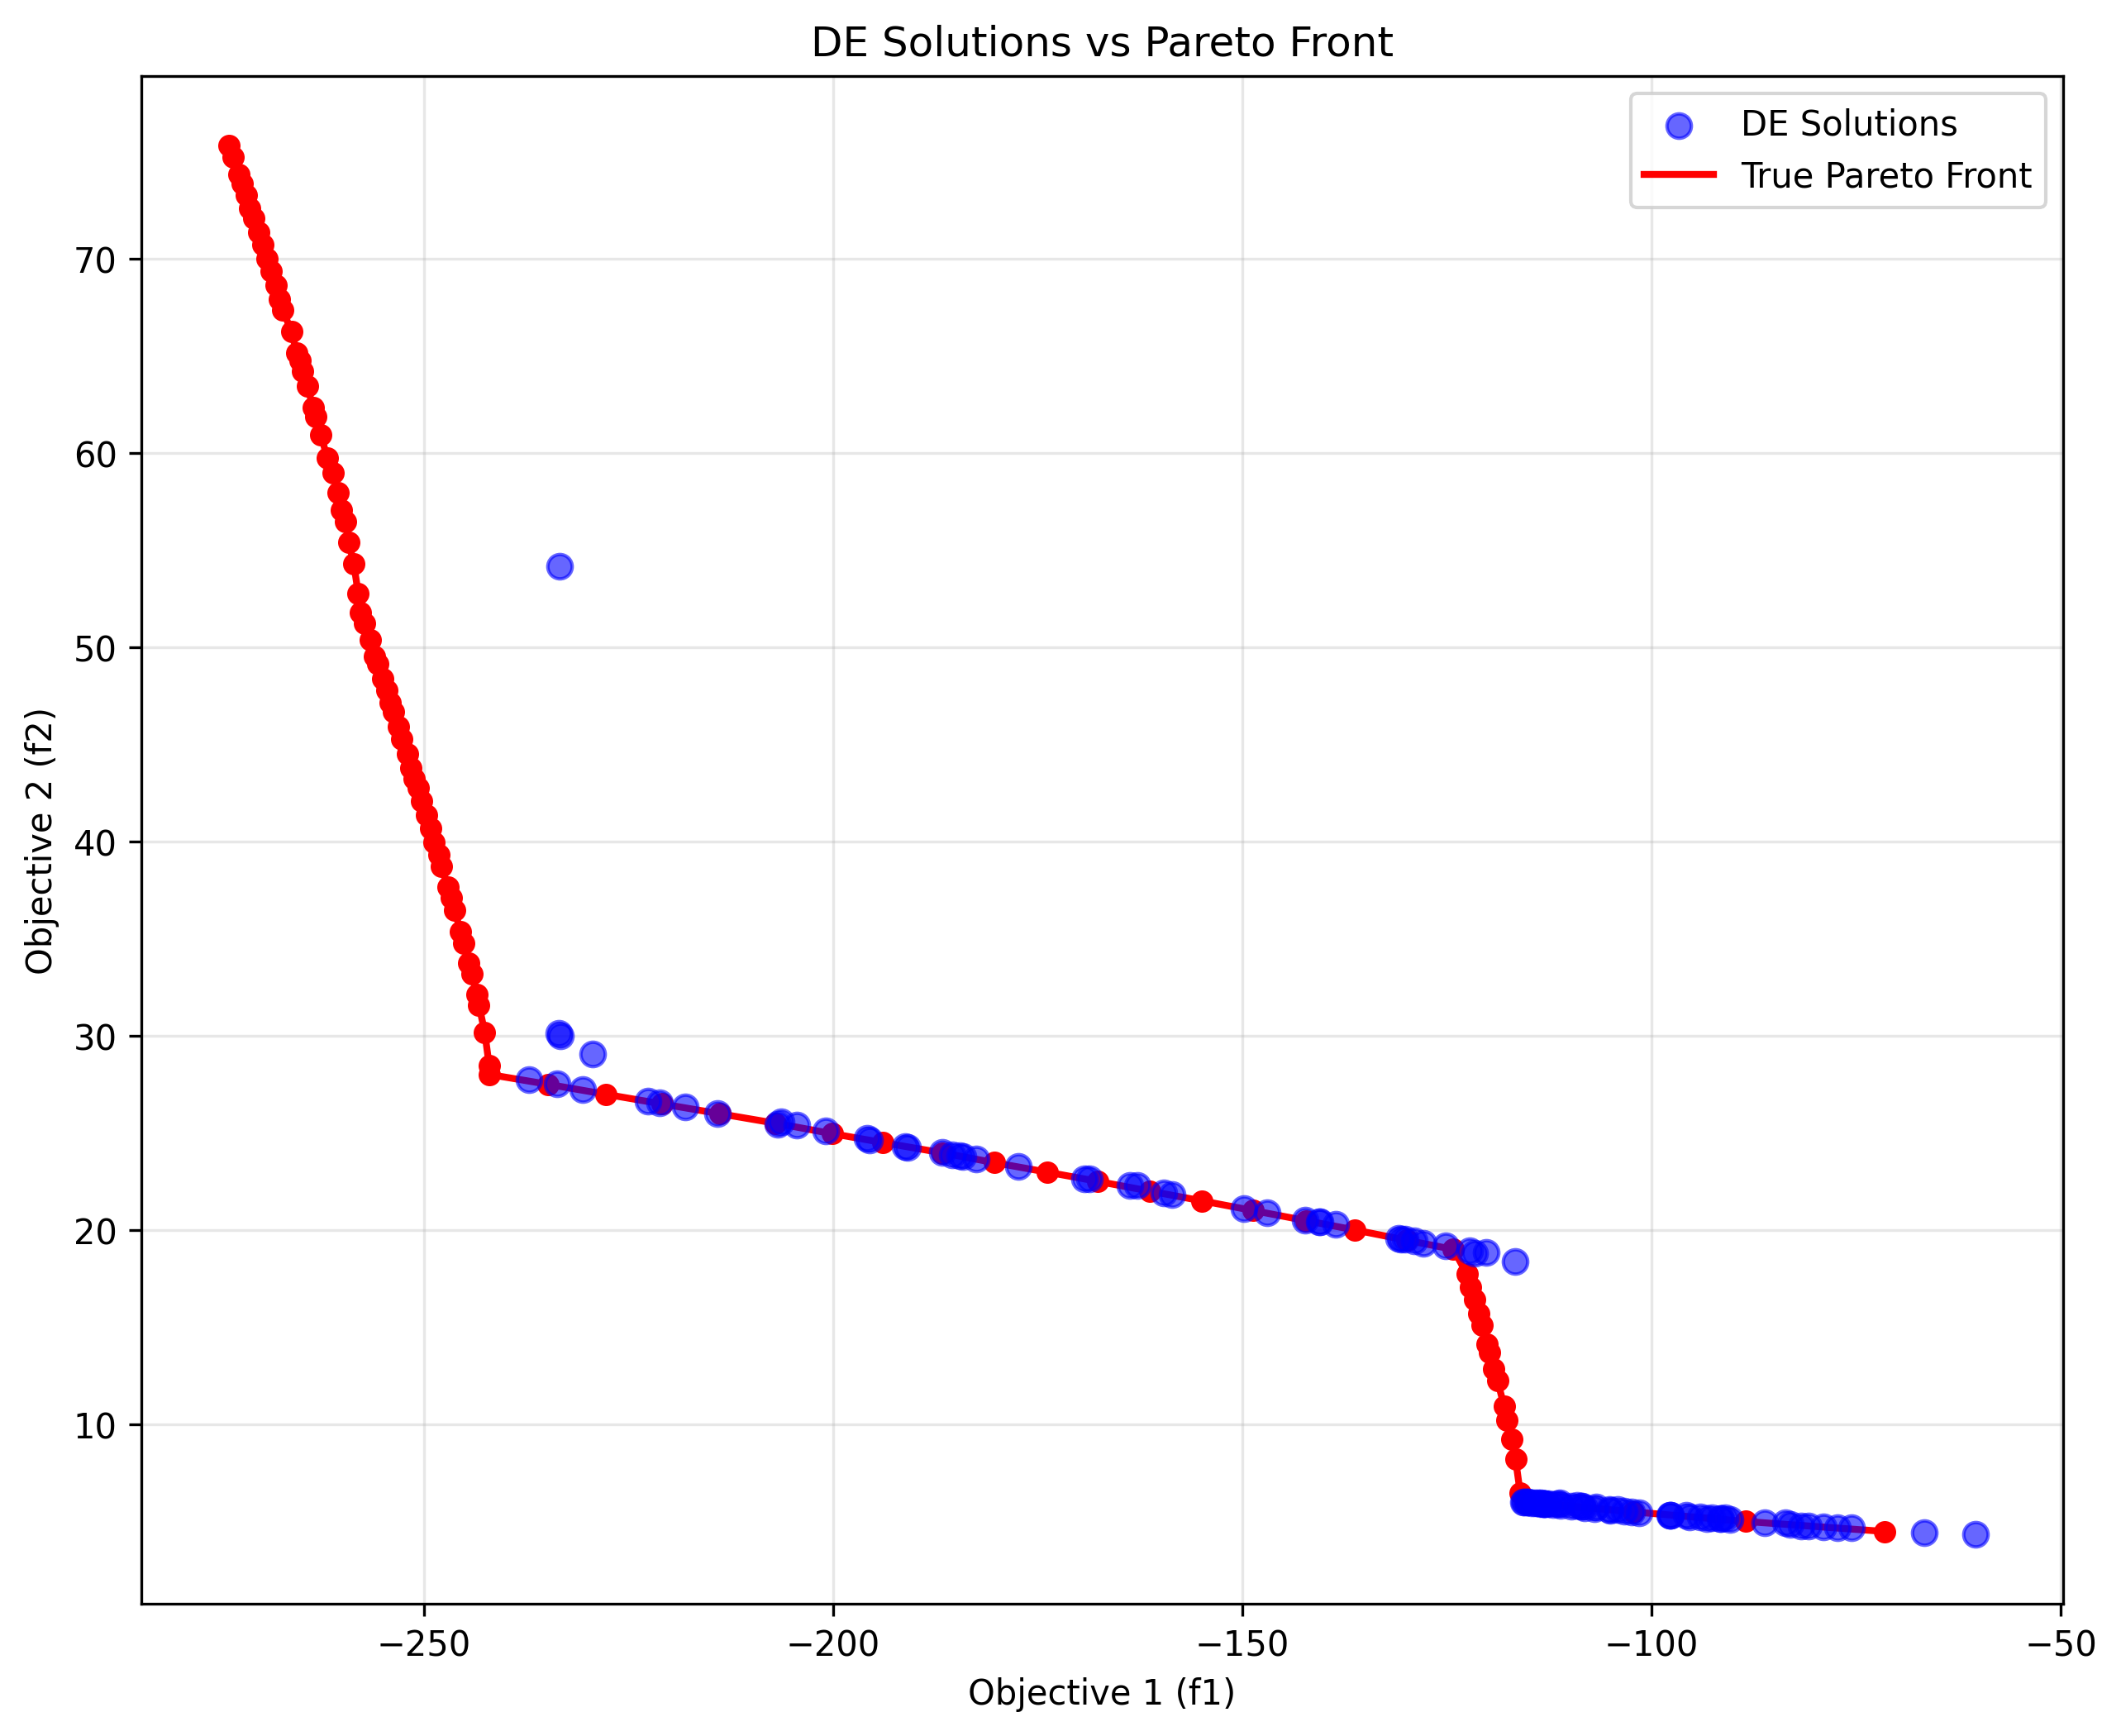 DE Solutions vs Pareto Front
DE Solutions
True Pareto Front
Objective 2 (f2)
70
60
50
40
30
20
10
−250
−200
−150
−100
−50
Objective 1 (f1)